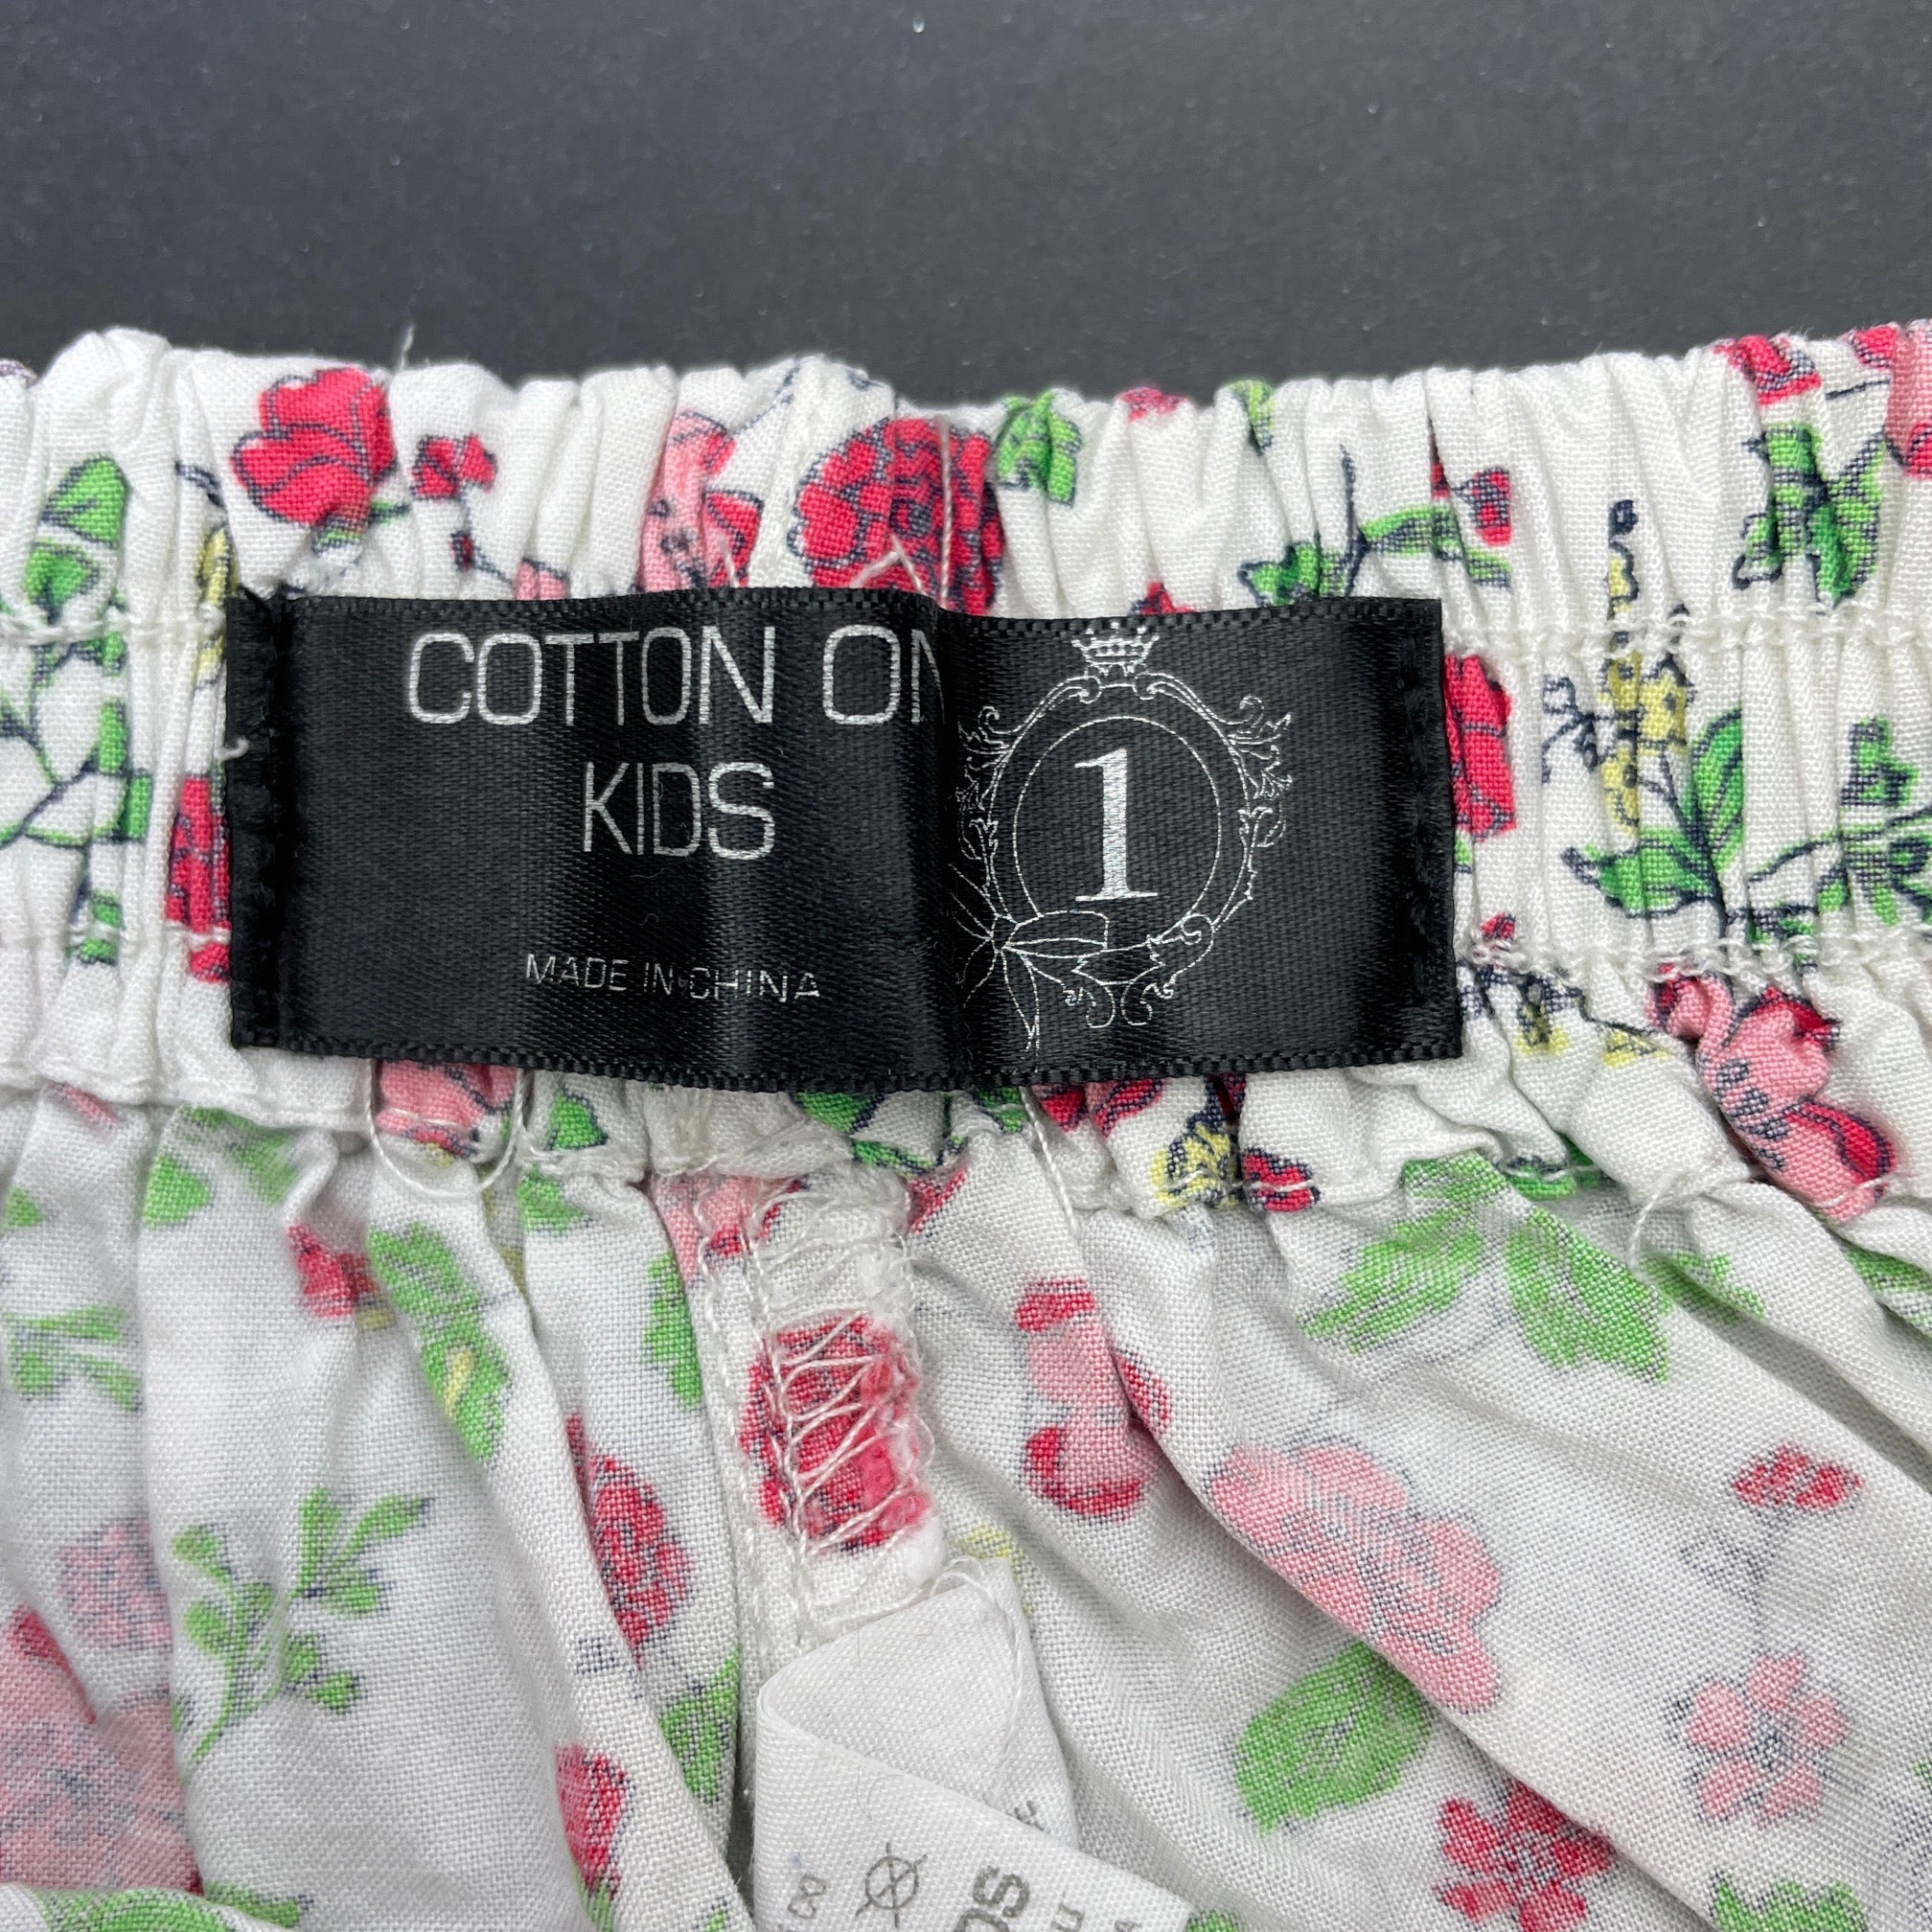 COTTON ON
KIDS
MADE IN CHINA
1